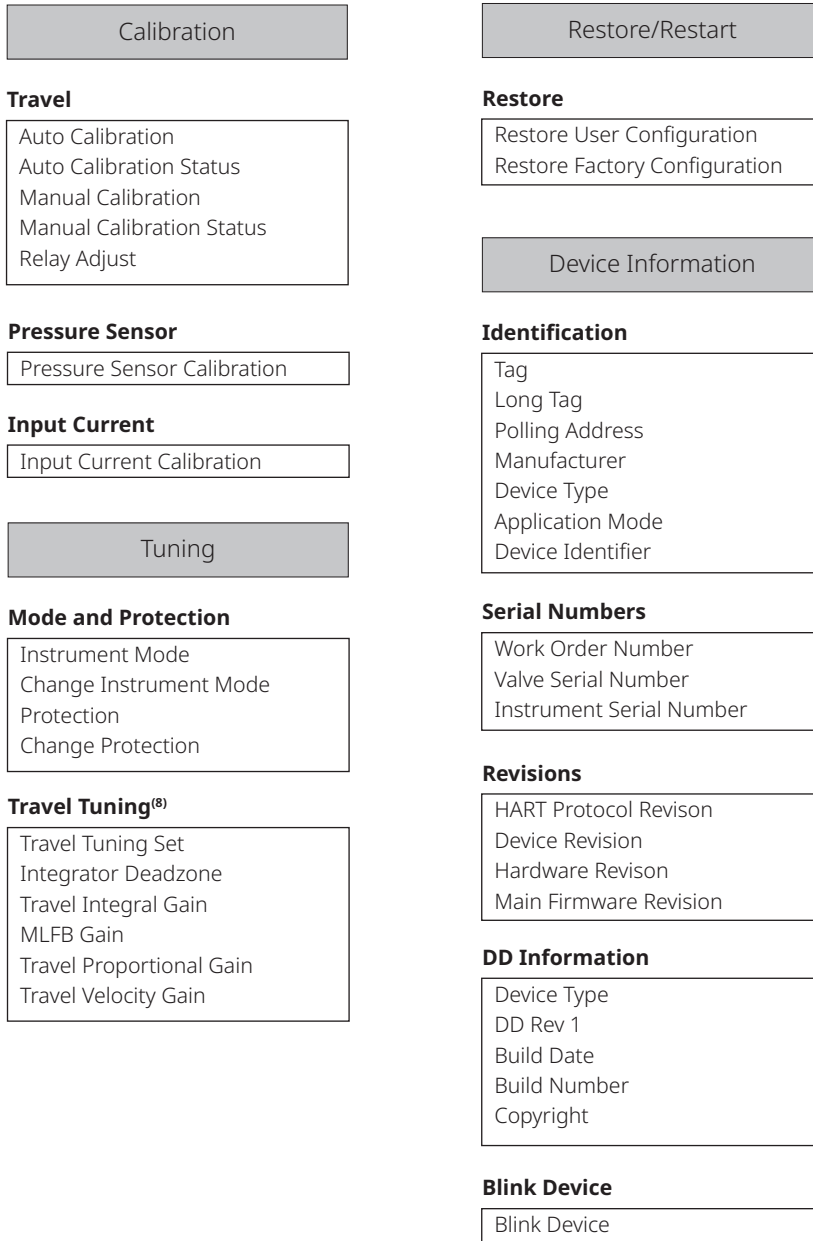 Calibration
Travel
Auto Calibration
Auto Calibration Status
Manual Calibration
Manual Calibration Status
Relay Adjust
Pressure Sensor
Pressure Sensor Calibration
Input Current
Input Current Calibration
Tuning
Mode and Protection
Instrument Mode
Change Instrument Mode
Protection
Change Protection
Travel Tuning(8)
Travel Tuning Set
Integrator Deadzone
Travel Integral Gain
MLFB Gain
Travel Proportional Gain
Travel Velocity Gain
Restore/Restart
Restore
Restore User Configuration
Restore Factory Configuration
Device Information
Identification
Tag
Long Tag
Polling Address
Manufacturer
Device Type
Application Mode
Device Identifier
Serial Numbers
Work Order Number
Valve Serial Number
Instrument Serial Number
Revisions
HART Protocol Revison
Device Revision
Hardware Revison
Main Firmware Revision
DD Information
Device Type
DD Rev 1
Build Date
Build Number
Copyright
Blink Device
Blink Device